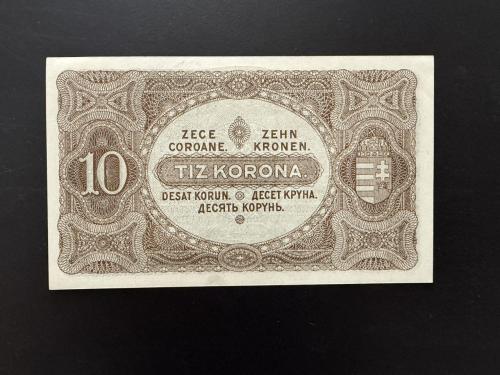 ZECE ZEHN
COROANE. KRONEN.
10
TIZ KORONA
DESAT KORUN. ДЕСЕТ КРУНА.
ДЕСЯТЬ КОРУНЬ.